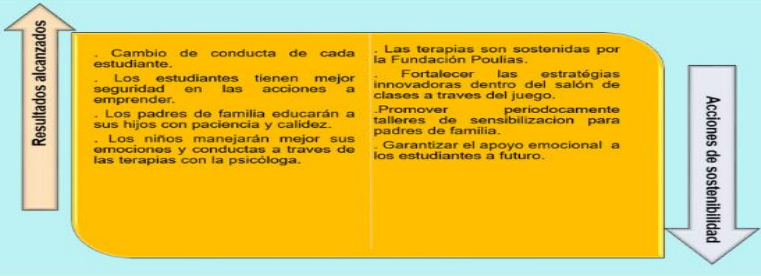 Resultados alcanzados
. Cambio de conducta de cada
estudiante.
. Los estudiantes tienen mejor
seguridad en las acciones a
emprender.
. Los padres de familia educarán a
sus hijos con paciencia y calidez.
. Los niños manejarán mejor sus
emociones y conductas a traves de
las terapias con la psicóloga.
. Las terapias son sostenidas por
la Fundación Poulias.
. Fortalecer las estratégias
innovadoras dentro del salón de
clases a traves del juego.
.Promover periodocamente
talleres de sensibilizacion para
padres de familia.
. Garantizar el apoyo emocional a
los estudiantes a futuro.
Acciones de sostenibilidad